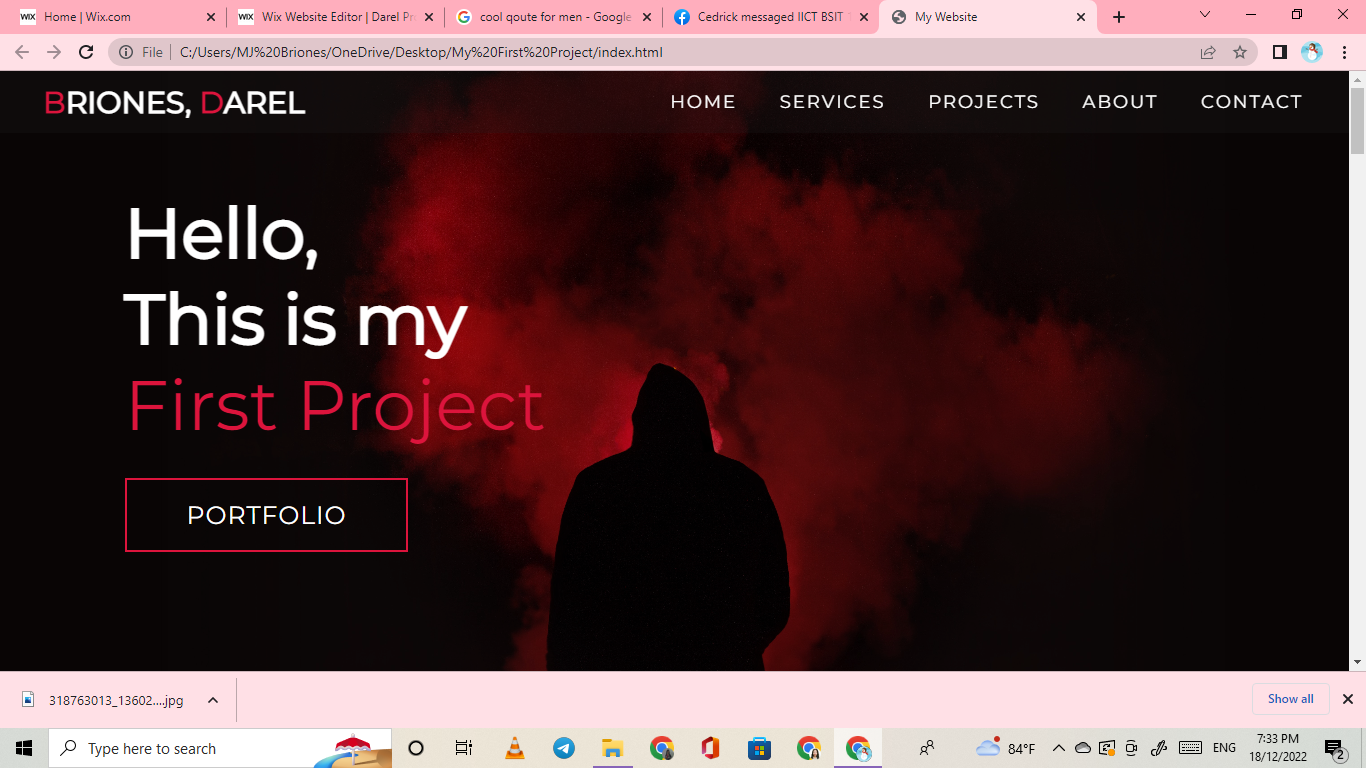 WIX Home | Wix.com
WIX Wix Website Editor | Darel Pr
cool qoute for men - Google
Cedrick messaged IICT BSIT
My Website
File C:/Users/MJ%20Briones/OneDrive/Desktop/My%20First%20Project/index.html
BRIONES, DAREL
HOME SERVICES PROJECTS ABOUT CONTACT
Hello,
This is my
First Project
PORTFOLIO
318763013_13602....jpg
Show all
Type here to search
84°F
ENG
7:33 PM
18/12/2022
2